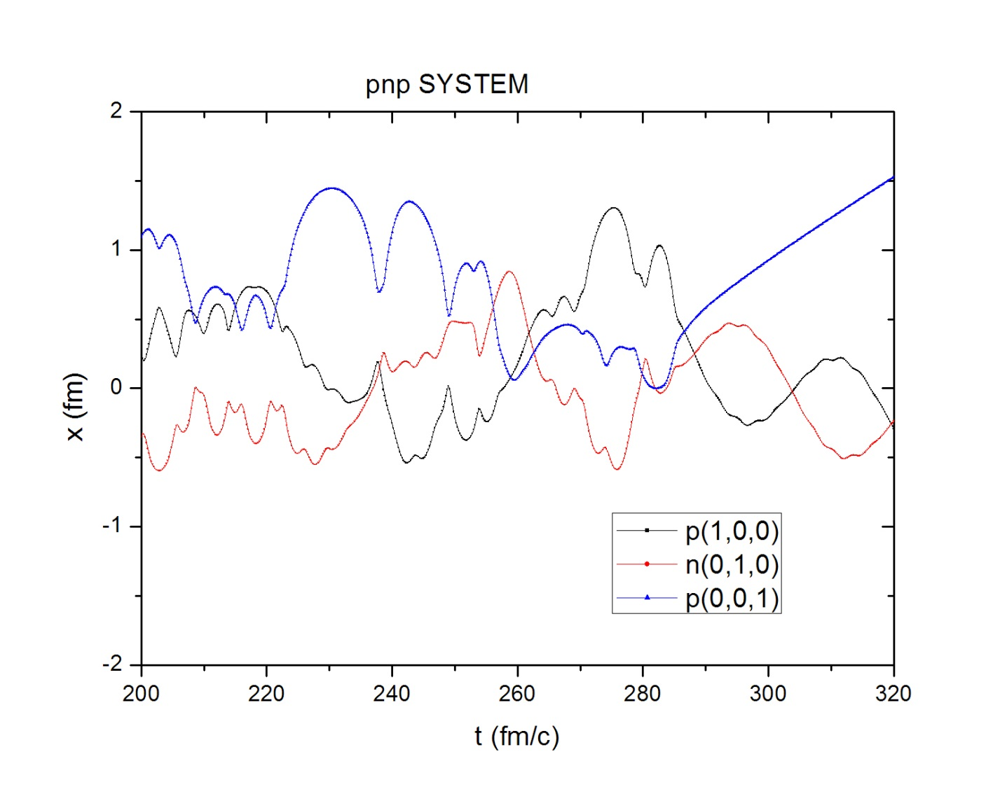 pnp SYSTEM
2
1
0
-1
-2
x (fm)
200 220 240 260 280 300 320
t (fm/c)
p(1,0,0)
n(0,1,0)
p(0,0,1)